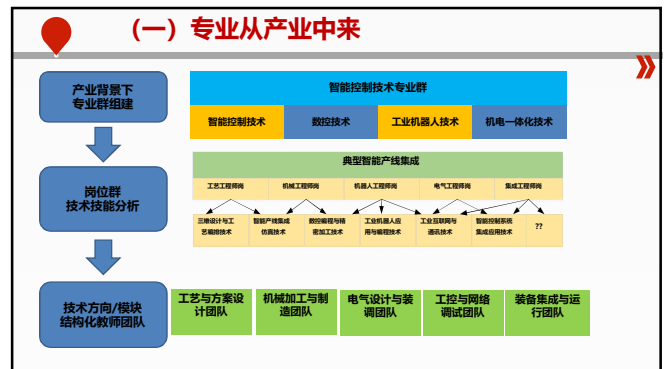 （一）专业从产业中来
产业背景下
专业群组建
智能控制技术专业群
智能控制技术
数控技术
工业机器人技术
机电一体化技术
岗位群
技术技能分析
典型智能产线集成
工艺工程师岗
机械工程师岗
机器人工程师岗
电气工程师岗
集成工程师岗
三维设计与工
艺编排技术
智能产线集成
仿真技术
数控编程与精
密加工技术
工业机器人应
用与编程技术
工业互联网与
通讯技术
智能控制系统
集成应用技术
??
技术方向/模块
结构化教师团队
工艺与方案设
计团队
机械加工与制
造团队
电气设计与装
调团队
工控与网络
调试团队
装备集成与运
行团队